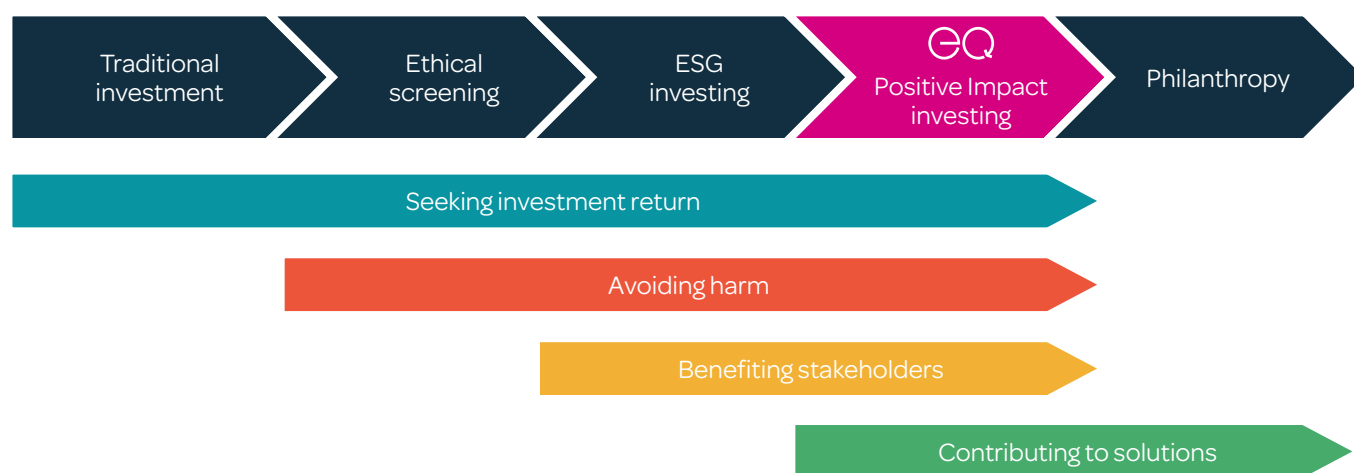 Traditional
investment
Ethical
screening
ESG
investing
EQ
Positive Impact
investing
Philanthropy
Seeking investment return
Avoiding harm
Benefiting stakeholders
Contributing to solutions